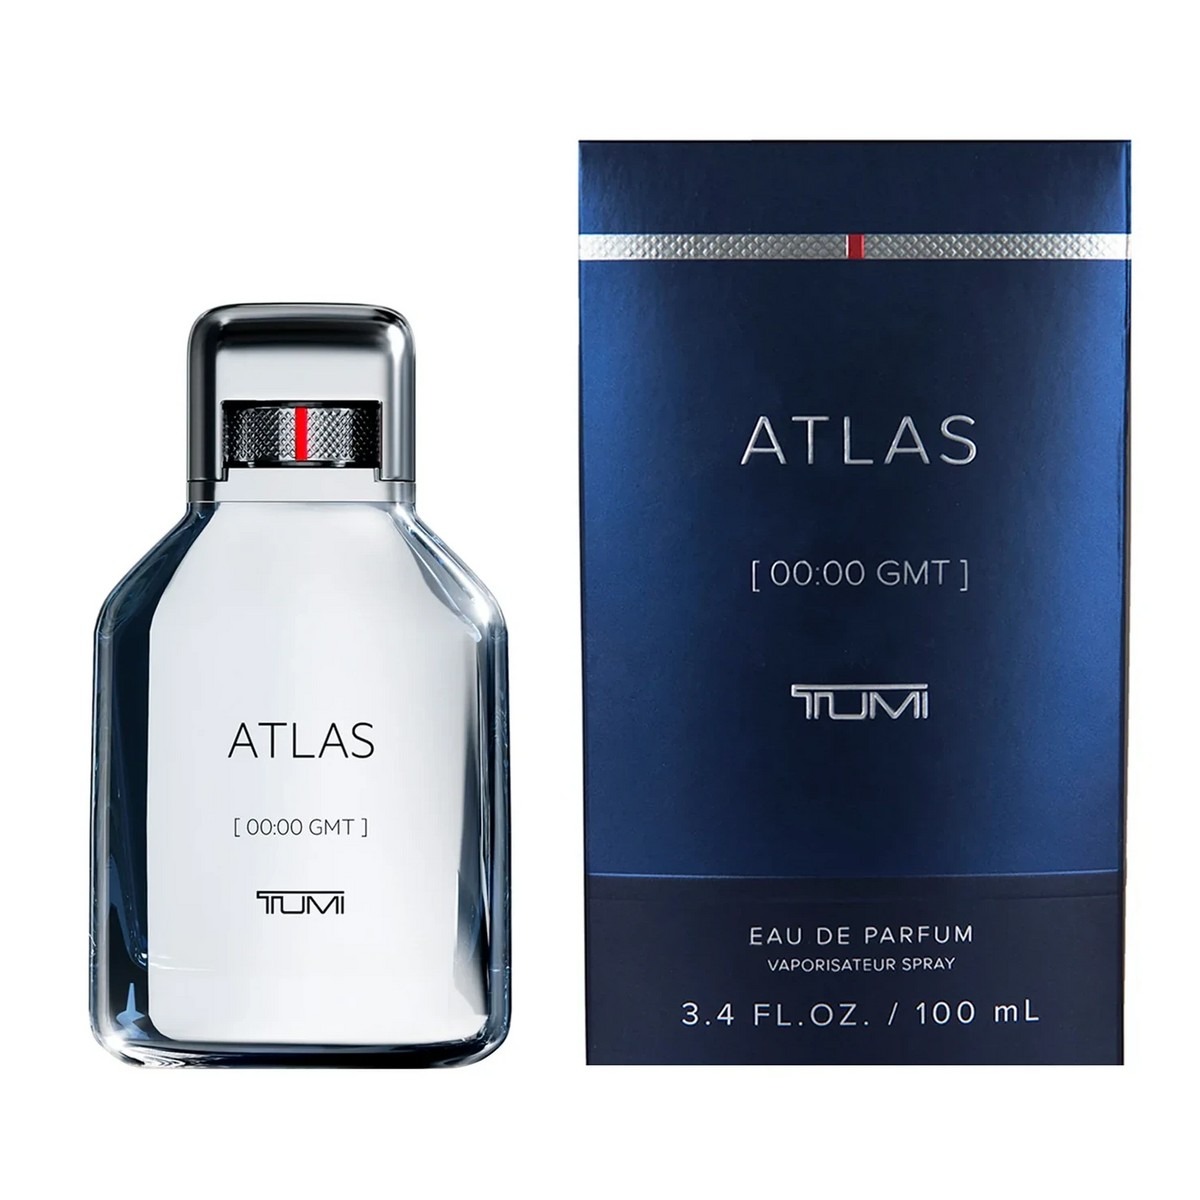 ATLAS
[ 00:00 GMT ]
TUMI
ATLAS
[ 00:00 GMT ]
TUMI
EAU DE PARFUM
VAPORISATEUR SPRAY
3.4 FL.OZ. / 100 mL